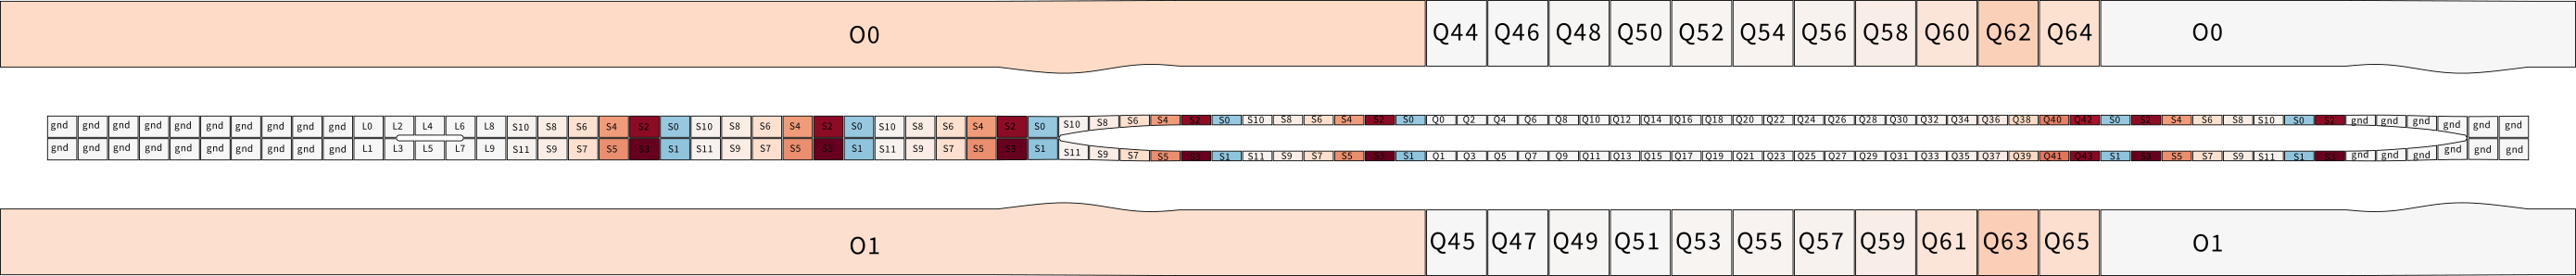 O0 Q44 Q46 Q48 Q50 Q52 Q54 Q56 Q58 Q60 Q62 Q64 O0
gnd gnd gnd gnd gnd gnd gnd gnd gnd gnd L0 L2 L4 L6 L8 S10 S8 S6 S4 S2 S0 S10 S8 S6 S4 S2 S0 S10 S8 S6 S4 S2 S0 S10 S8 S6 S4 S2 S0 S10 S8 S6 S4 S2 S0 Q0 Q2 Q4 Q6 Q8 Q10 Q12 Q14 Q16 Q18 Q20 Q22 Q24 Q26 Q28 Q30 Q32 Q34 Q36 Q38 Q40 Q42 S0 S2 S4 S6 S8 S10 S0 S2 gnd gnd gnd gnd gnd gnd
gnd gnd gnd gnd gnd gnd gnd gnd gnd gnd L1 L3 L5 L7 L9 S11 S9 S7 S5 S3 S1 S11 S9 S7 S5 S3 S1 S11 S9 S7 S5 S3 S1 S11 S9 S7 S5 S3 S1 S11 S9 S7 S5 S3 S1 Q1 Q3 Q5 Q7 Q9 Q11 Q13 Q15 Q17 Q19 Q21 Q23 Q25 Q27 Q29 Q31 Q33 Q35 Q37 Q39 Q41 Q43 S1 S3 S5 S7 S9 S11 S1 S3 gnd gnd gnd gnd gnd gnd
O1 Q45 Q47 Q49 Q51 Q53 Q55 Q57 Q59 Q61 Q63 Q65 O1